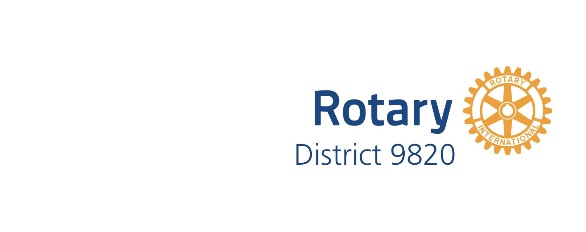 Rotary
District 9820
ROTARY
INTERNATIONAL